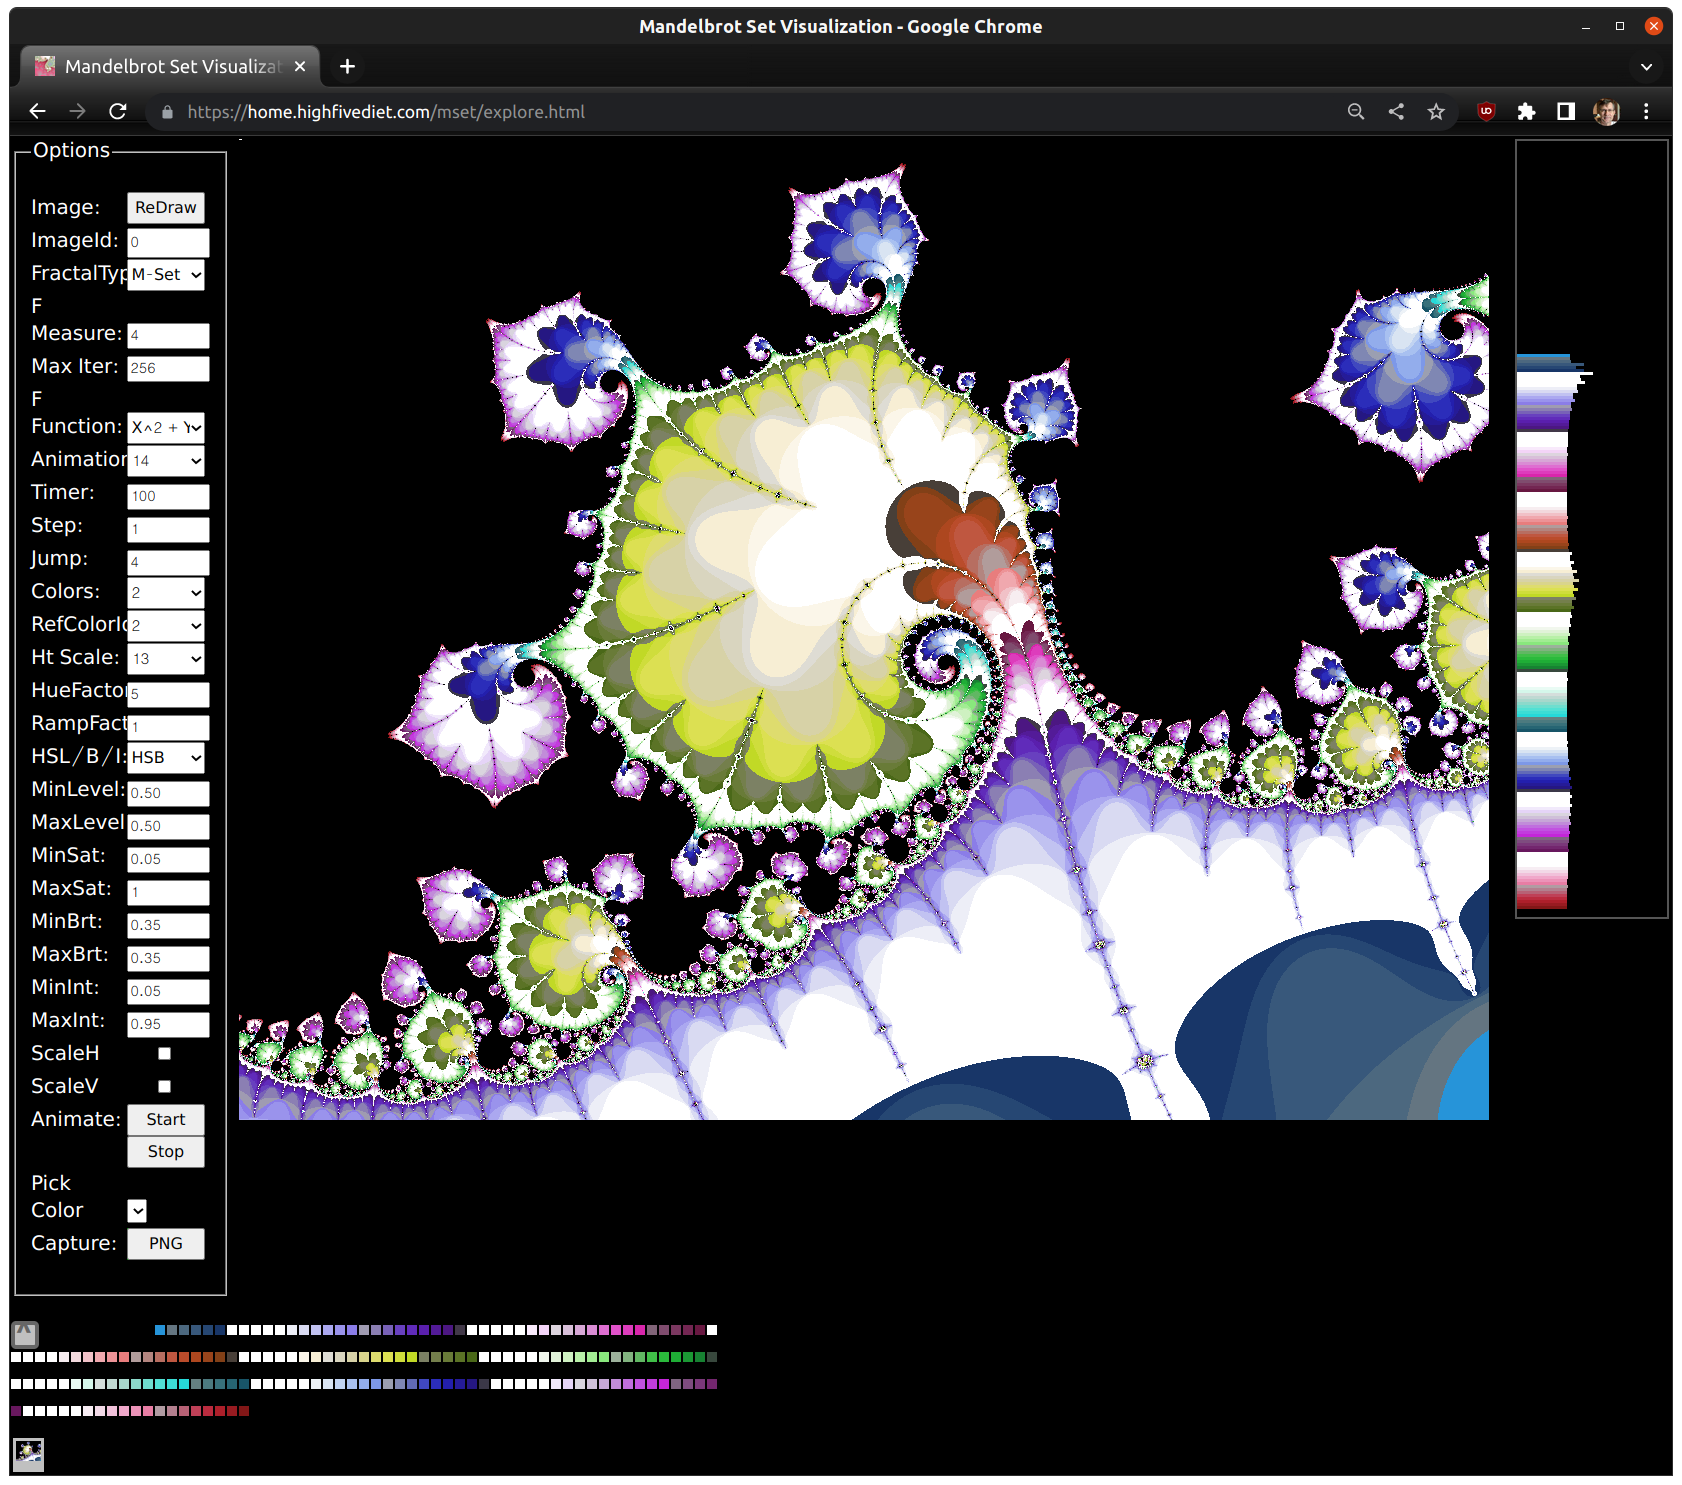 Mandelbrot Set Visualization - Google Chrome
Mandelbrot Set Visualizat
https://home.highfivediet.com/mset/explore.html
Options
Image: ReDraw
ImageId: 0
FractalTyp M-Set
F
Measure: 4
Max Iter: 256
F
Function: X^2 + Y
Animation 14
Timer: 100
Step: 1
Jump: 4
Colors: 2
RefColorId 2
Ht Scale: 13
HueFactor 5
RampFact 1
HSL/B/I: HSB
MinLevel: 0.50
MaxLevel 0.50
MinSat: 0.05
MaxSat: 1
MinBrt: 0.35
MaxBrt: 0.35
MinInt: 0.05
MaxInt: 0.95
ScaleH
ScaleV
Animate: Start
Stop
Pick
Color
Capture: PNG